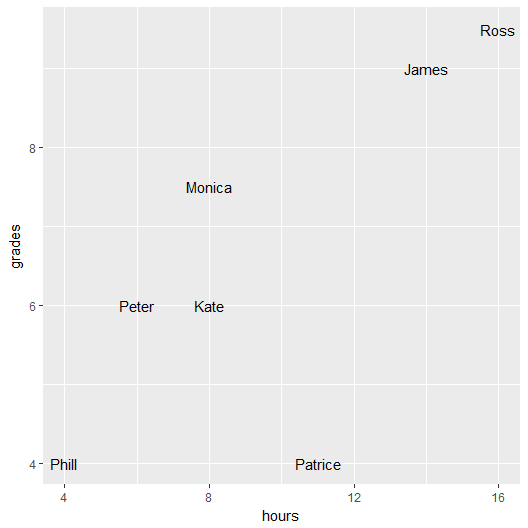 Ross
James
8
Monica
grades
6
Peter
Kate
4
Phill
Patrice
4
8
12
16
hours